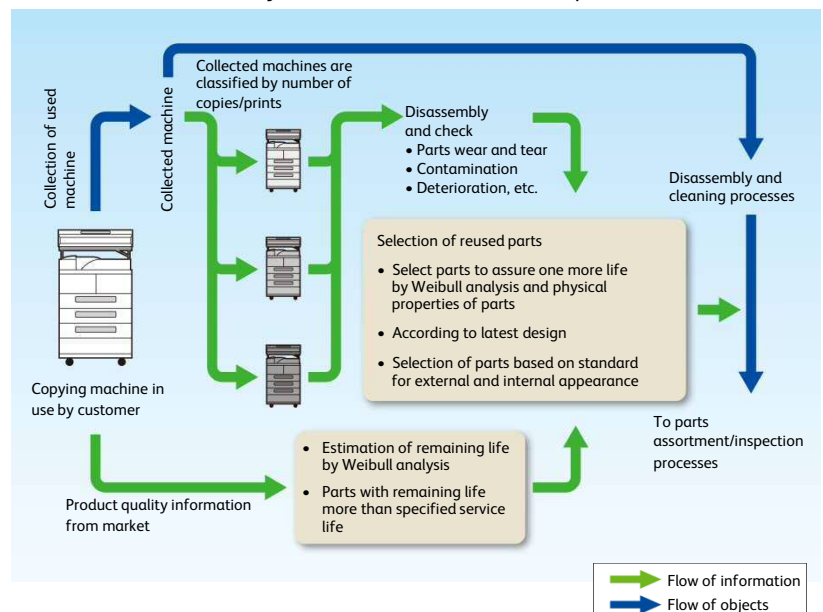 Collected machines are
classified by number of
copies/prints
Collection of used
machine
Collected machine
Disassembly
and check
• Parts wear and tear
• Contamination
• Deterioration, etc.
Disassembly and
cleaning processes
Selection of reused parts
• Select parts to assure one more life
by Weibull analysis and physical
properties of parts
• According to latest design
• Selection of parts based on standard
for external and internal appearance
Copying machine in
use by customer
To parts
assortment/inspection
processes
• Estimation of remaining life
by Weibull analysis
• Parts with remaining life
more than specified service
life
Product quality information
from market
Flow of information
Flow of objects